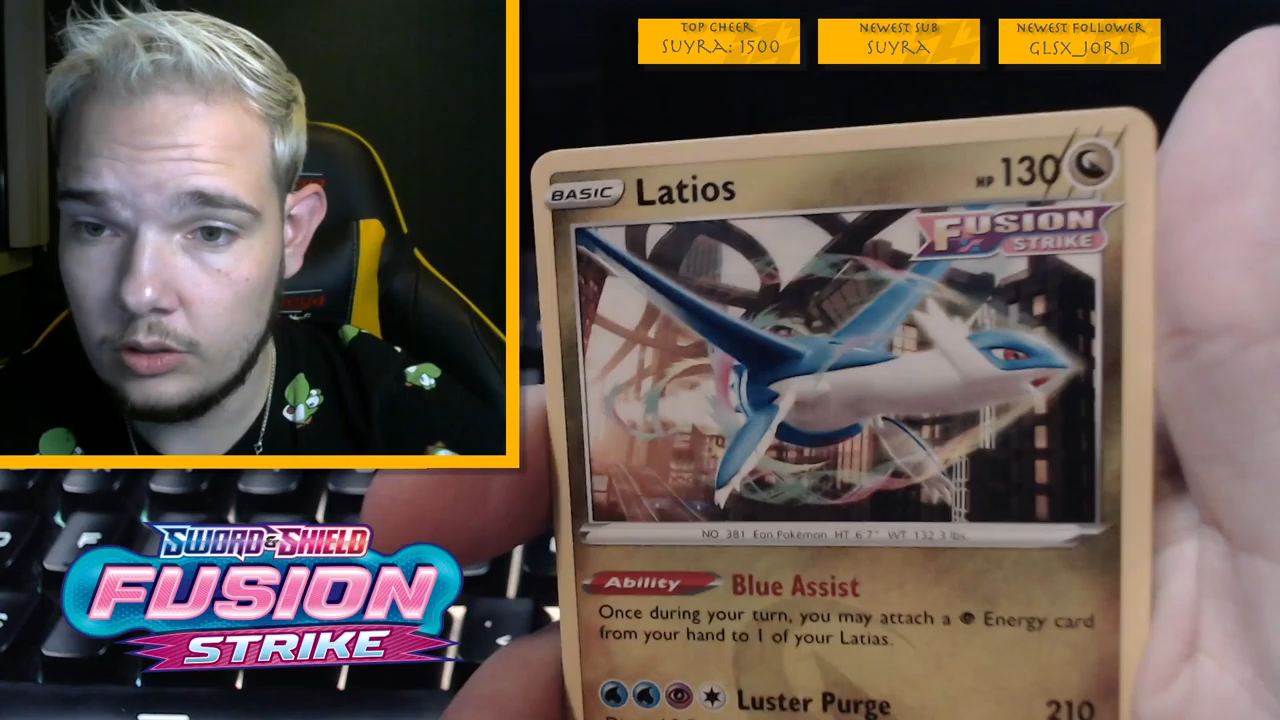 TOP CHEER
SUYRA: 1500
NEWEST SUB
SUYRA
NEWEST FOLLOWER
GLSX_JORD
BASIC Latios HP 130
FUSION
STRIKE
NO. 381 Eon Pokémon HT 6'7" WT 132.3 lbs.
Ability Blue Assist
Once during your turn, you may attach a Energy card
from your hand to 1 of your Latias.
Luster Purge 210
SWORD & SHIELD
FUSION
STRIKE